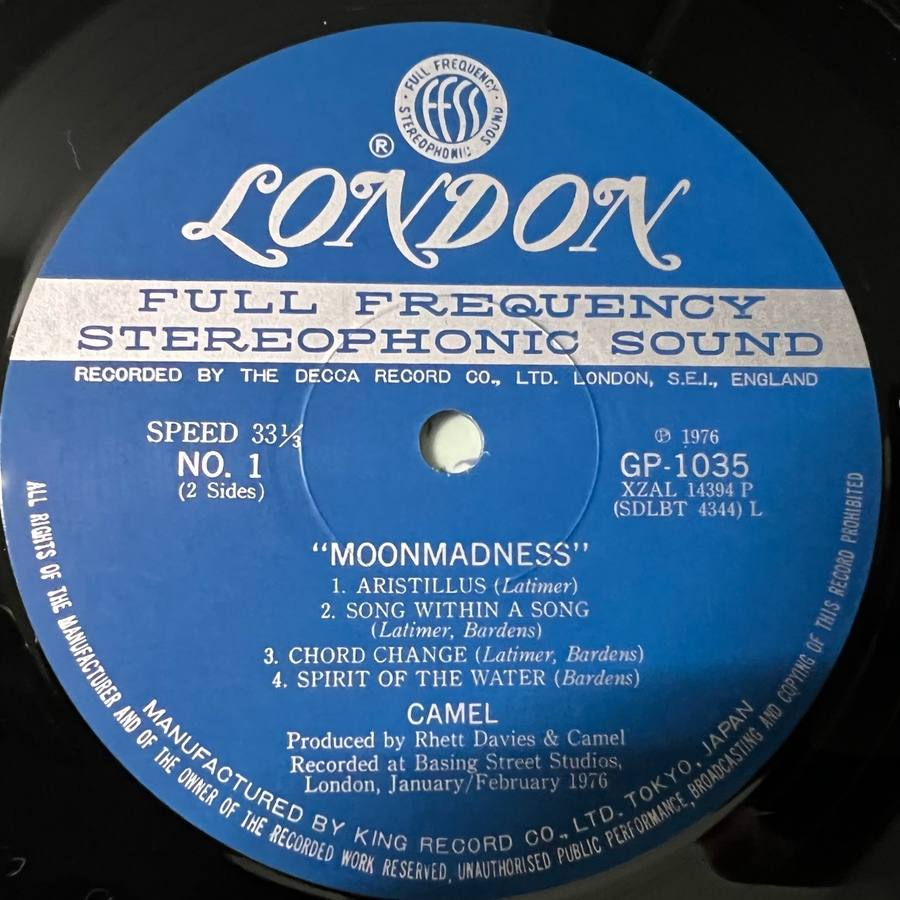 FULL FREQUENCY
FFSS
STEREOPHONIC SOUND
®
LONDON
FULL FREQUENCY
STEREOPHONIC SOUND
RECORDED BY THE DECCA RECORD CO., LTD. LONDON, S.E.I., ENGLAND
SPEED 33⅓
NO. 1
(2 Sides)
℗ 1976
GP-1035
XZAL 14394 P
(SDLBT 4344) L
"MOONMADNESS"
1. ARISTILLUS (Latimer)
2. SONG WITHIN A SONG
(Latimer, Bardens)
3. CHORD CHANGE (Latimer, Bardens)
4. SPIRIT OF THE WATER (Bardens)
CAMEL
Produced by Rhett Davies & Camel
Recorded at Basing Street Studios,
London, January/February 1976
MANUFACTURED BY KING RECORD CO., LTD. TOKYO, JAPAN
ALL RIGHTS OF THE MANUFACTURER AND OF THE OWNER OF THE RECORDED WORK RESERVED, UNAUTHORISED PUBLIC PERFORMANCE, BROADCASTING AND COPYING OF THIS RECORD PROHIBITED